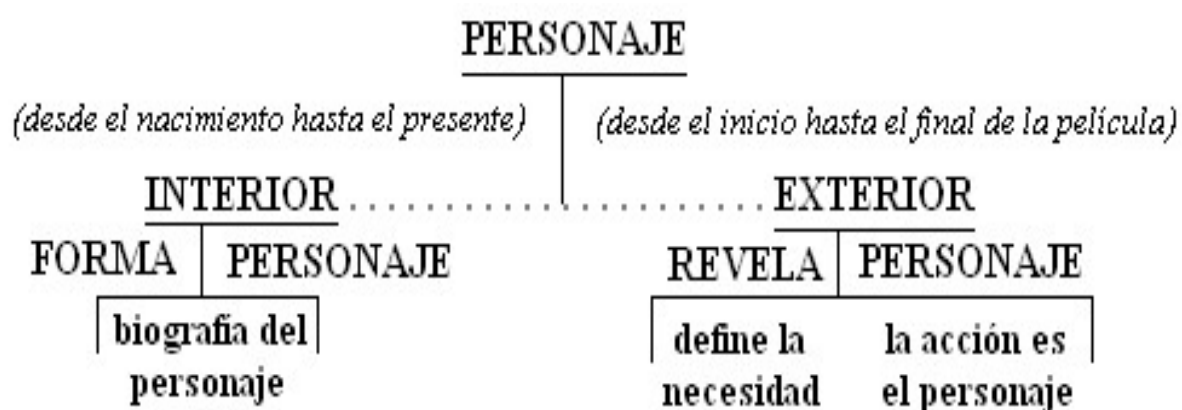 PERSONAJE
(desde el nacimiento hasta el presente) (desde el inicio hasta el final de la película)
INTERIOR . . . . . . . . . . . . . . . . . . . . . . . EXTERIOR
FORMA PERSONAJE REVELA PERSONAJE
biografía del define la la acción es
personaje necesidad el personaje